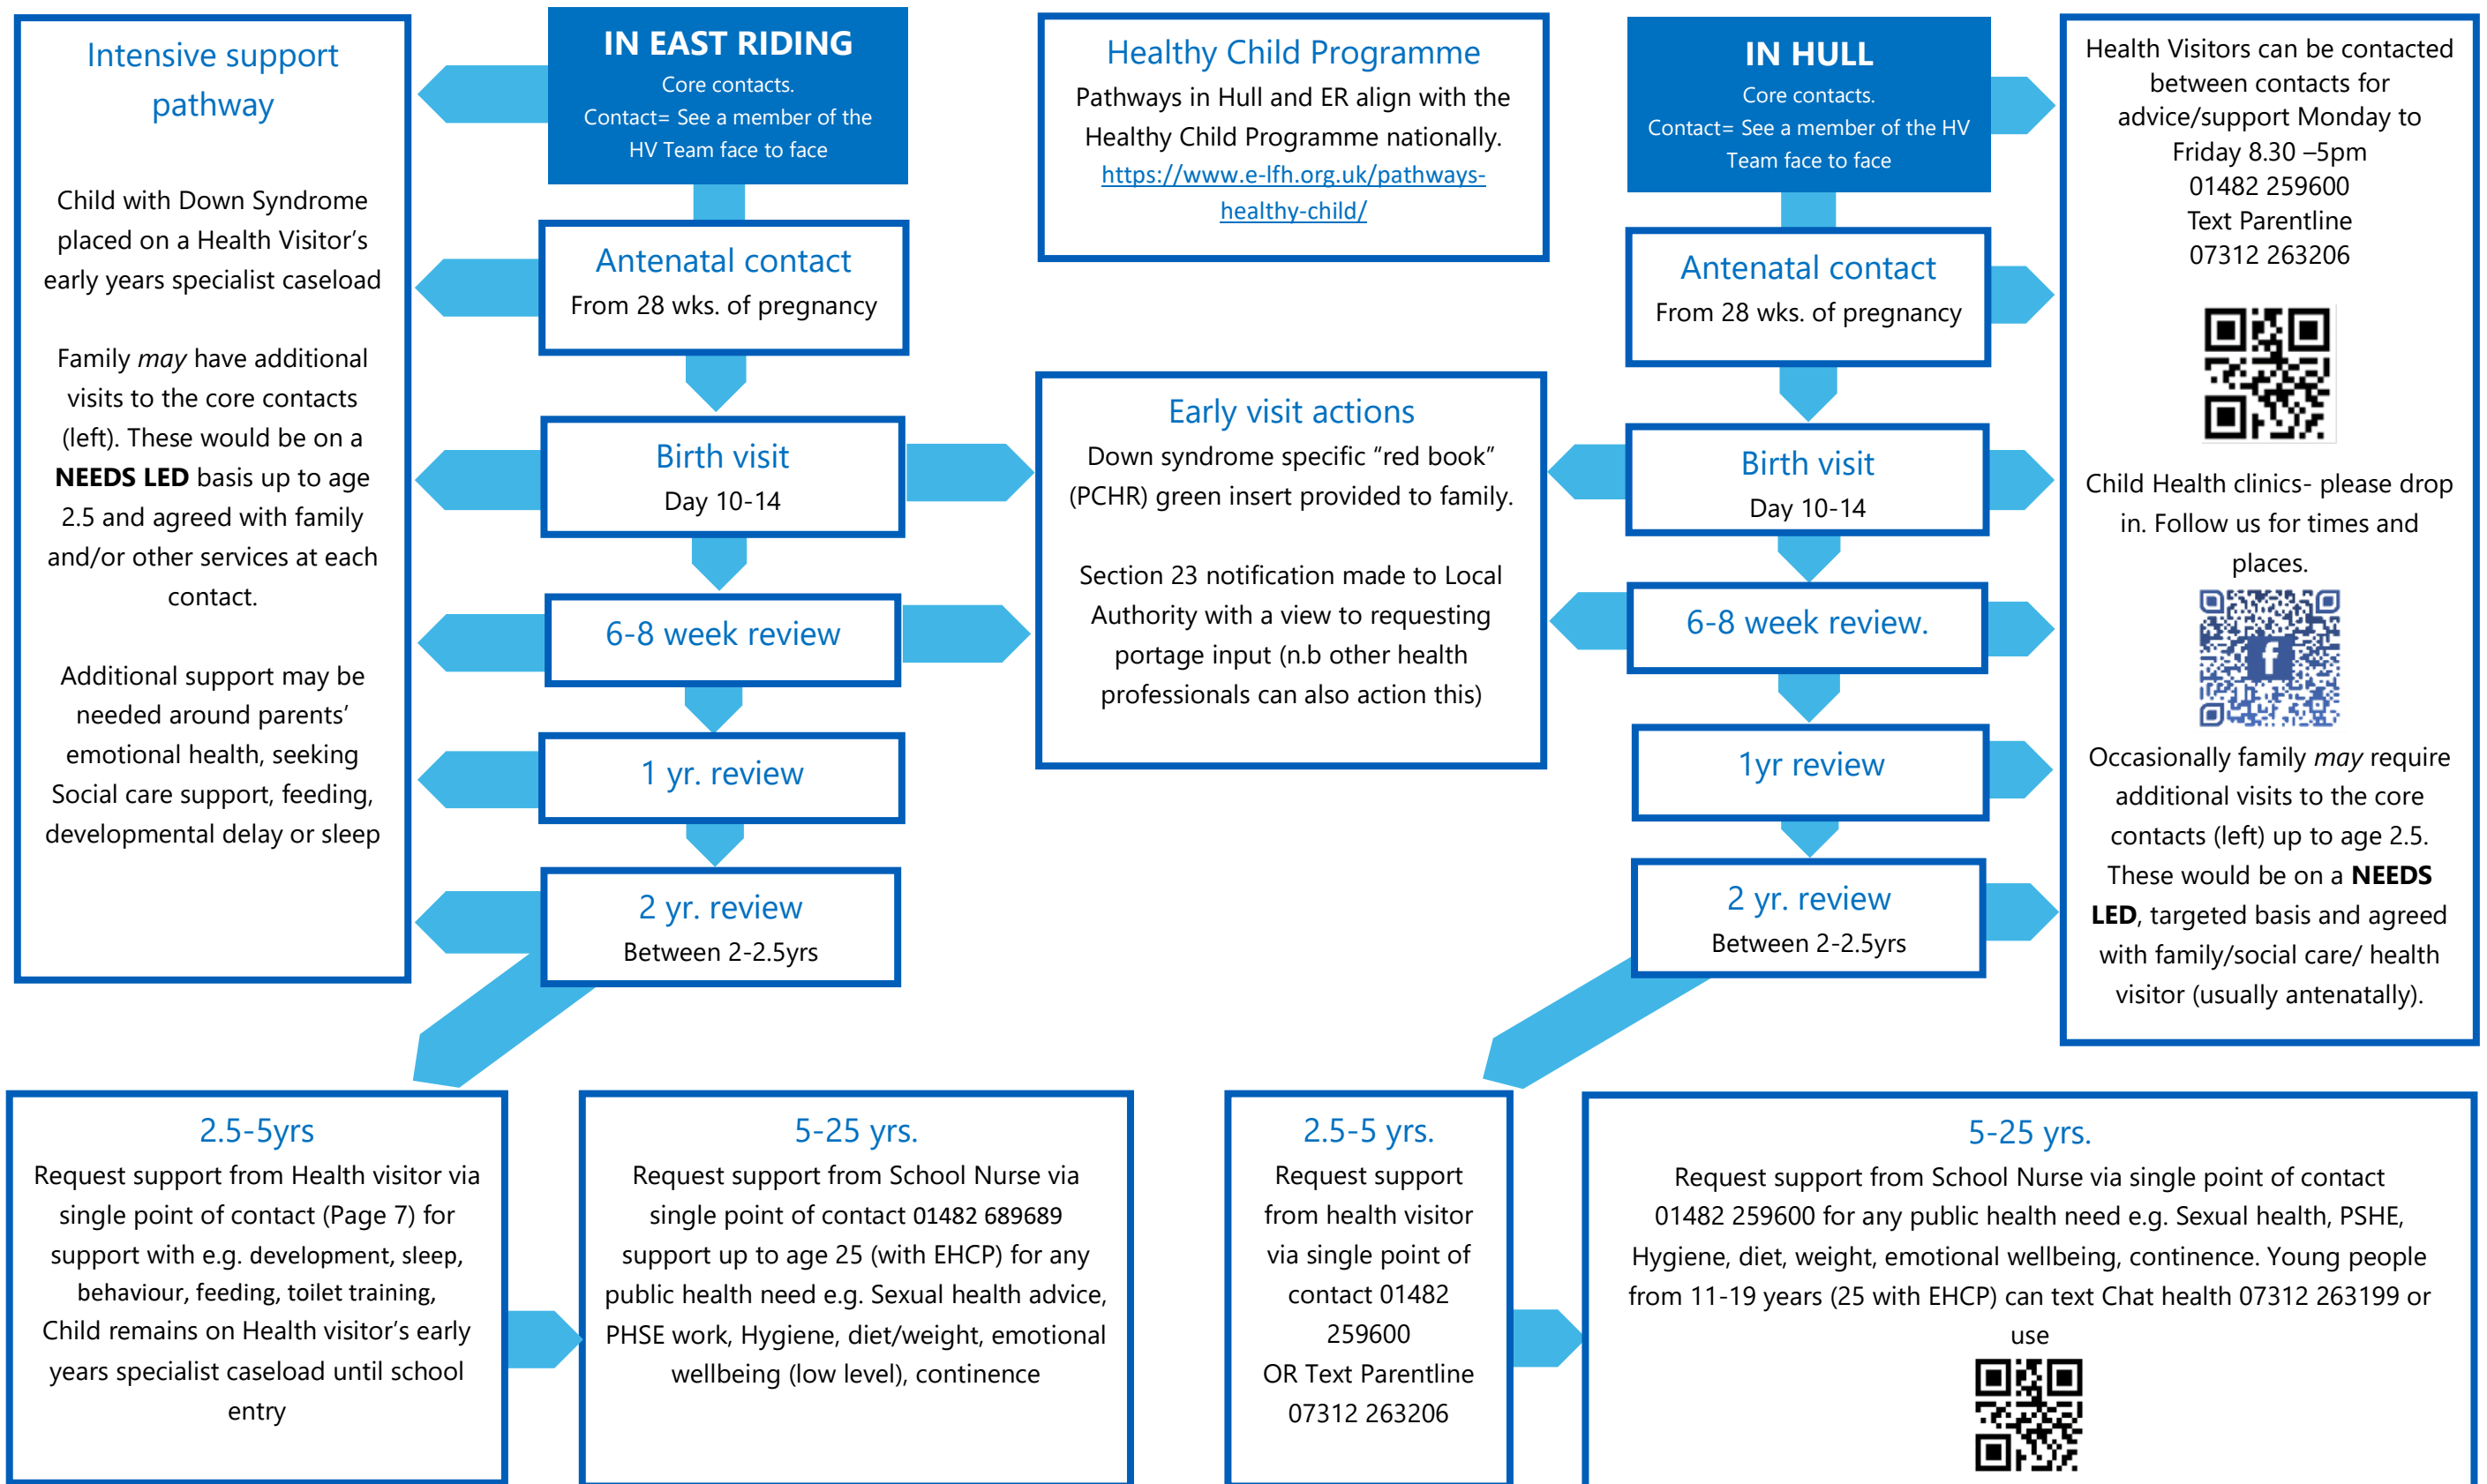 Intensive support
pathway
Child with Down Syndrome
placed on a Health Visitor’s
early years specialist caseload
Family may have additional
visits to the core contacts
(left). These would be on a
NEEDS LED basis up to age
2.5 and agreed with family
and/or other services at each
contact.
Additional support may be
needed around parents’
emotional health, seeking
Social care support, feeding,
developmental delay or sleep
IN EAST RIDING
Core contacts.
Contact= See a member of the
HV Team face to face
Antenatal contact
From 28 wks. of pregnancy
Birth visit
Day 10-14
6-8 week review
1 yr. review
2 yr. review
Between 2-2.5yrs
Healthy Child Programme
Pathways in Hull and ER align with the
Healthy Child Programme nationally.
https://www.e-lfh.org.uk/pathways-
healthy-child/
Early visit actions
Down syndrome specific “red book”
(PCHR) green insert provided to family.
Section 23 notification made to Local
Authority with a view to requesting
portage input (n.b other health
professionals can also action this)
IN HULL
Core contacts.
Contact= See a member of the HV
Team face to face
Antenatal contact
From 28 wks. of pregnancy
Birth visit
Day 10-14
6-8 week review.
1yr review
2 yr. review
Between 2-2.5yrs
Health Visitors can be contacted
between contacts for
advice/support Monday to
Friday 8.30 –5pm
01482 259600
Text Parentline
07312 263206
Child Health clinics- please drop
in. Follow us for times and
places.
f
Occasionally family may require
additional visits to the core
contacts (left) up to age 2.5.
These would be on a NEEDS
LED, targeted basis and agreed
with family/social care/ health
visitor (usually antenatally).
2.5-5yrs
Request support from Health visitor via
single point of contact (Page 7) for
support with e.g. development, sleep,
behaviour, feeding, toilet training,
Child remains on Health visitor’s early
years specialist caseload until school
entry
5-25 yrs.
Request support from School Nurse via
single point of contact 01482 689689
support up to age 25 (with EHCP) for any
public health need e.g. Sexual health advice,
PHSE work, Hygiene, diet/weight, emotional
wellbeing (low level), continence
2.5-5 yrs.
Request support
from health visitor
via single point of
contact 01482
259600
OR Text Parentline
07312 263206
5-25 yrs.
Request support from School Nurse via single point of contact
01482 259600 for any public health need e.g. Sexual health, PSHE,
Hygiene, diet, weight, emotional wellbeing, continence. Young people
from 11-19 years (25 with EHCP) can text Chat health 07312 263199 or
use